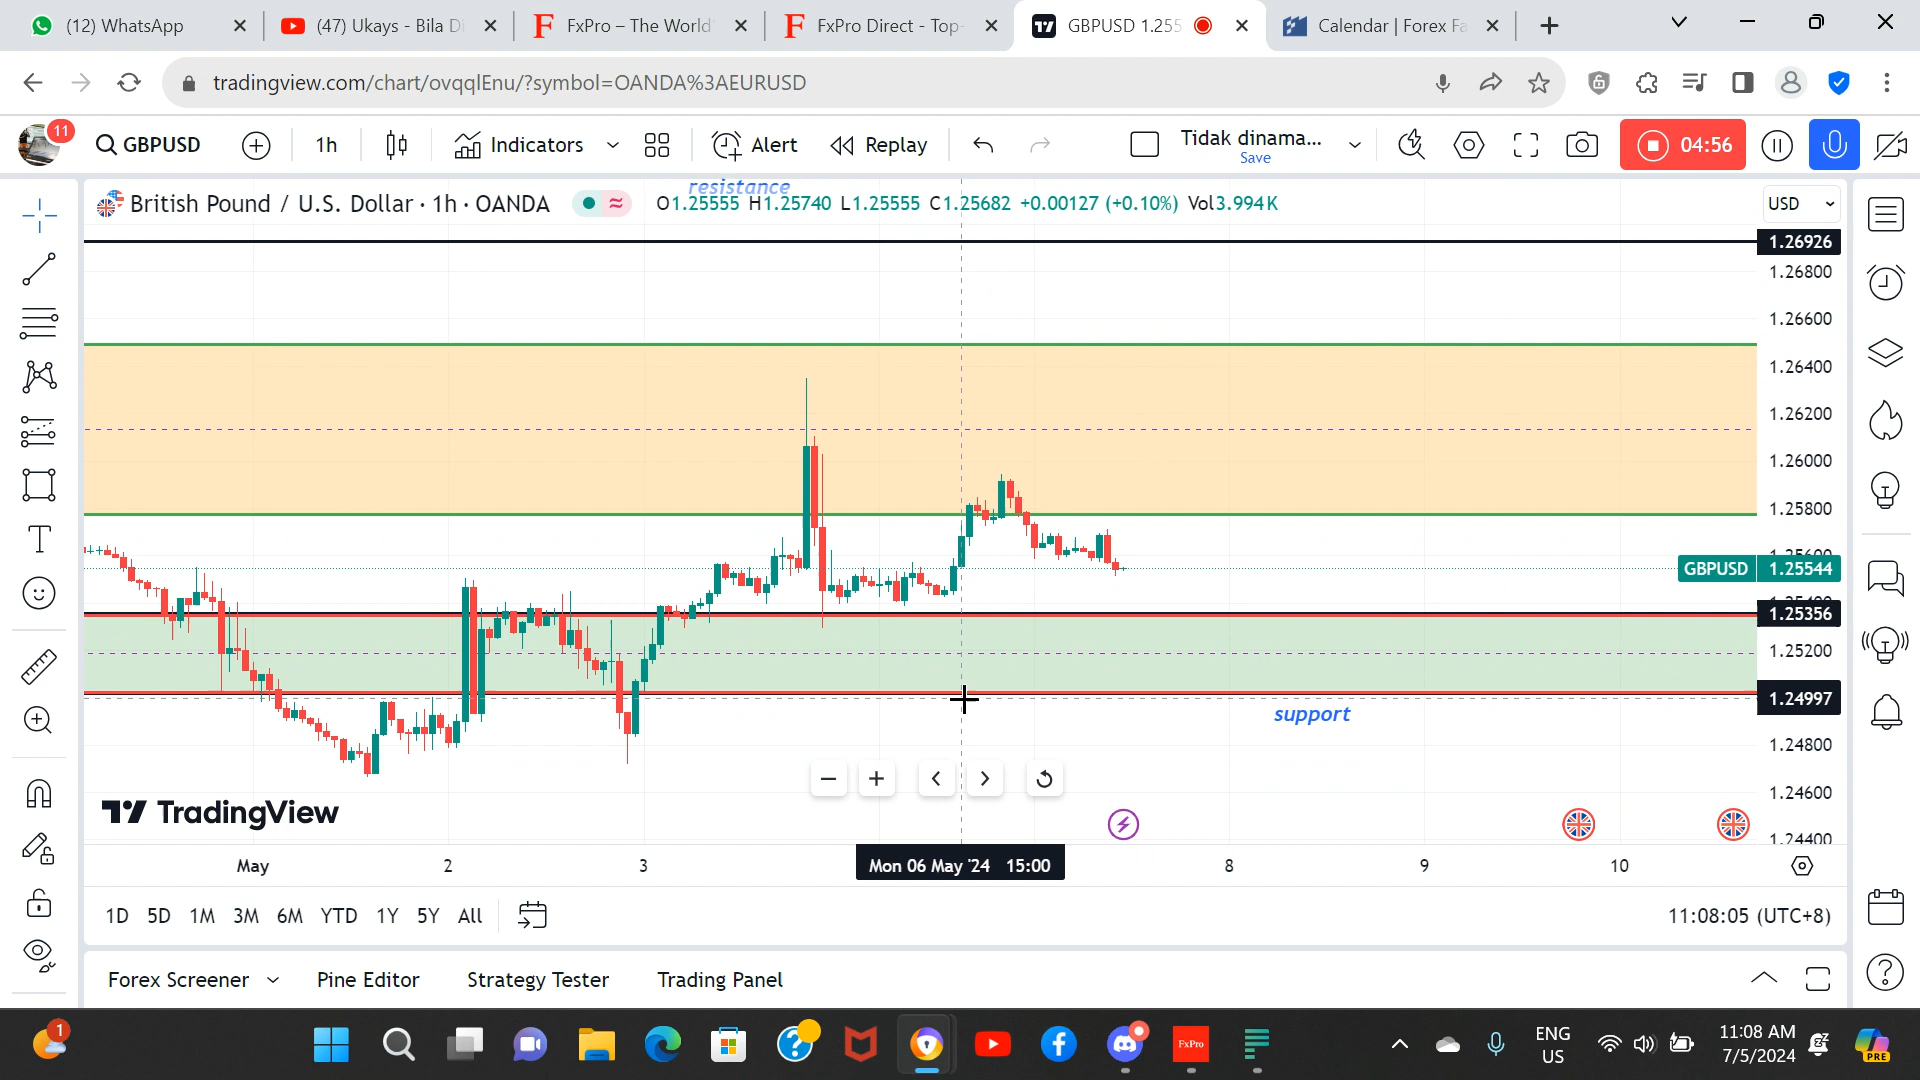 (12) WhatsApp
(47) Ukays - Bila Di
FxPro – The World'
FxPro Direct - Top-
GBPUSD 1.255
Calendar | Forex Fa
tradingview.com/chart/ovqqlEnu/?symbol=OANDA%3AEURUSD
11
GBPUSD
1h
Indicators
Alert
Replay
Tidak dinama...
Save
04:56
resistance
British Pound / U.S. Dollar · 1h · OANDA
O1.25555 H1.25740 L1.25555 C1.25682 +0.00127 (+0.10%) Vol3.994K
USD
1.26926
1.26800
1.26600
1.26400
1.26200
1.26000
1.25800
1.25600
GBPUSD 1.25544
1.25356
1.25200
1.24997
support
1.24800
1.24600
1.24400
TradingView
May 2 3 Mon 06 May '24 15:00 8 9 10
1D 5D 1M 3M 6M YTD 1Y 5Y All
11:08:05 (UTC+8)
Forex Screener
Pine Editor
Strategy Tester
Trading Panel
1
FxPro
ENG
US
11:08 AM
7/5/2024
PRE